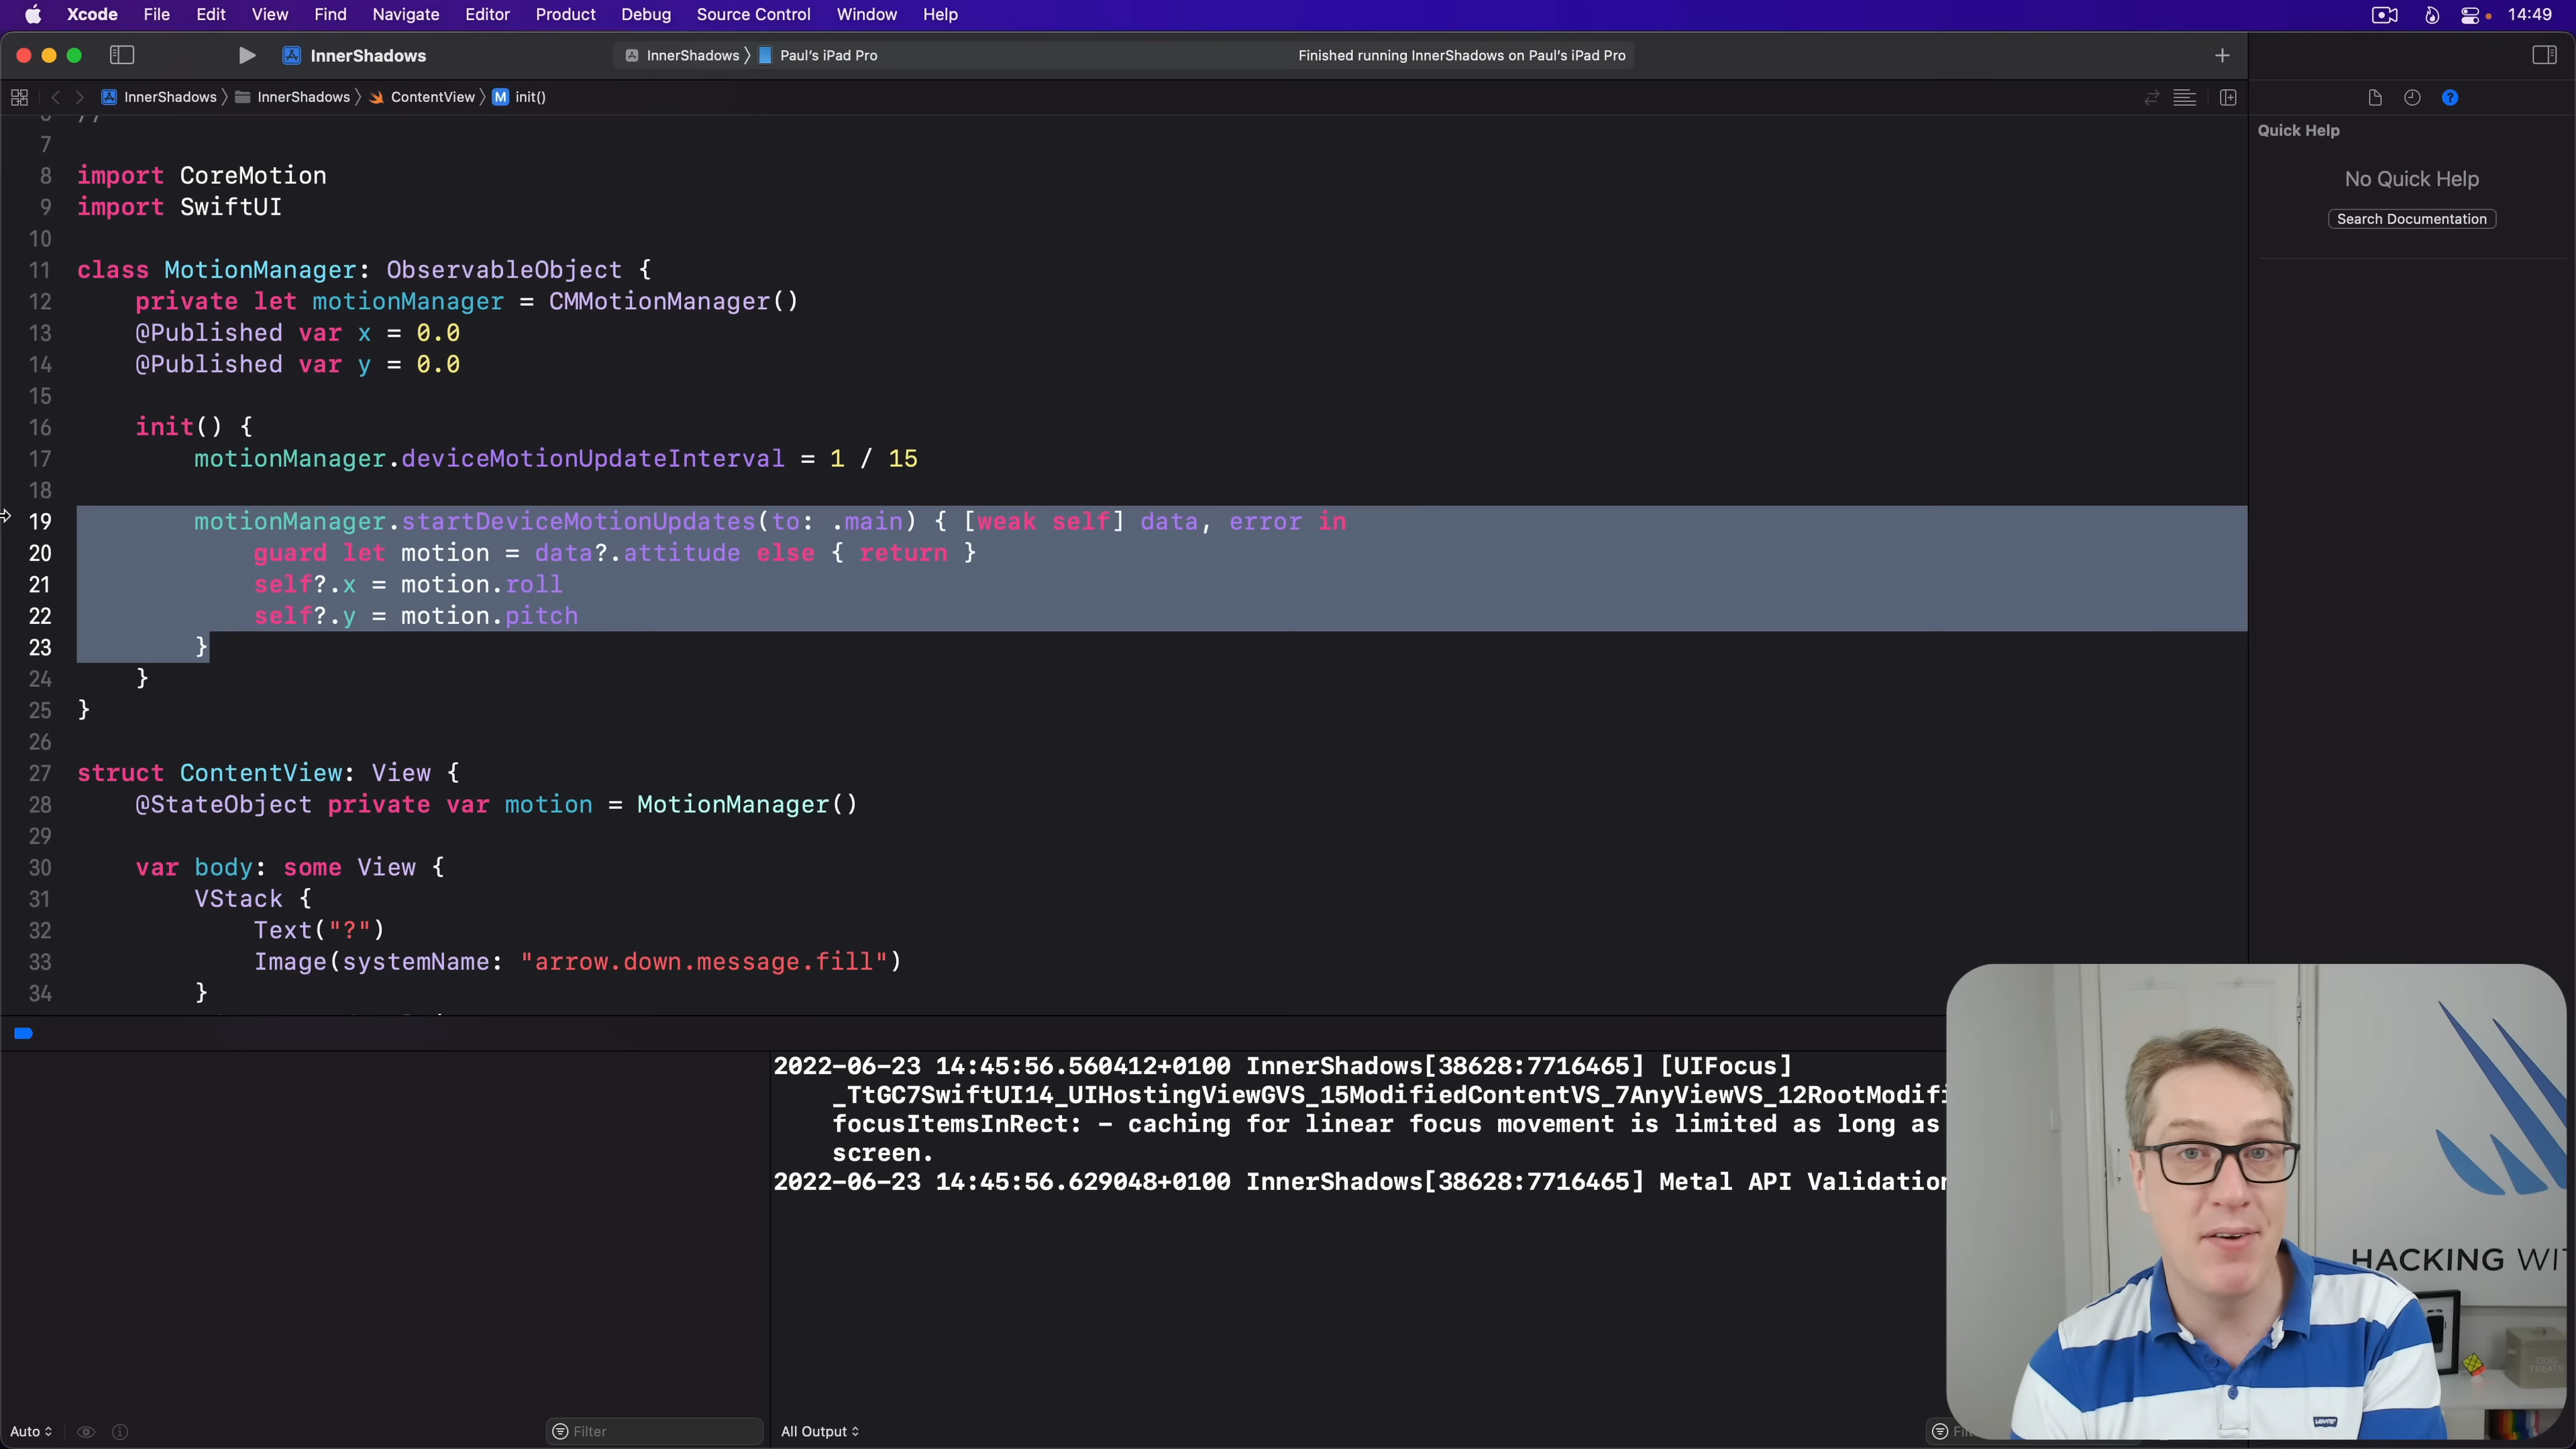 Xcode File Edit View Find Navigate Editor Product Debug Source Control Window Help 14:49
InnerShadows InnerShadows Paul's iPad Pro Finished running InnerShadows on Paul's iPad Pro
InnerShadows InnerShadows ContentView M init()
Quick Help
No Quick Help
Search Documentation
7
8 import CoreMotion
9 import SwiftUI
10
11 class MotionManager: ObservableObject {
12 private let motionManager = CMMotionManager()
13 @Published var x = 0.0
14 @Published var y = 0.0
15
16 init() {
17 motionManager.deviceMotionUpdateInterval = 1 / 15
18
19 motionManager.startDeviceMotionUpdates(to: .main) { [weak self] data, error in
20 guard let motion = data?.attitude else { return }
21 self?.x = motion.roll
22 self?.y = motion.pitch
23 }
24 }
25 }
26
27 struct ContentView: View {
28 @StateObject private var motion = MotionManager()
29
30 var body: some View {
31 VStack {
32 Text("?")
33 Image(systemName: "arrow.down.message.fill")
34 }
2022-06-23 14:45:56.560412+0100 InnerShadows[38628:7716465] [UIFocus]
_TtGC7SwiftUI14_UIHostingViewGVS_15ModifiedContentVS_7AnyViewVS_12RootModifi
focusItemsInRect: - caching for linear focus movement is limited as long as
screen.
2022-06-23 14:45:56.629048+0100 InnerShadows[38628:7716465] Metal API Validation
HACKING WI
Levi's
Auto Filter All Output